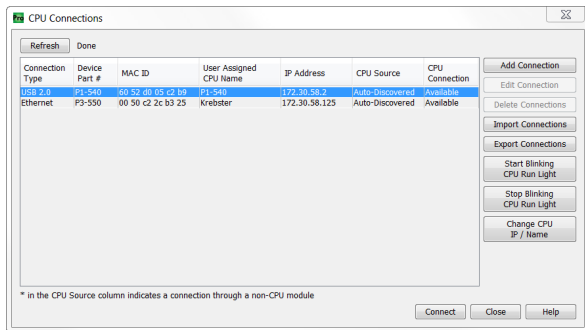 Pro CPU Connections
Refresh Done
Connection Type Device Part # MAC ID User Assigned CPU Name IP Address CPU Source CPU Connection
USB 2.0 P1-540 60 52 d0 05 c2 b9 P1-540 172.30.58.2 Auto-Discovered Available
Ethernet P3-550 00 50 c2 2c b3 25 Krebster 172.30.58.125 Auto-Discovered Available
Add Connection
Edit Connection
Delete Connections
Import Connections
Export Connections
Start Blinking
CPU Run Light
Stop Blinking
CPU Run Light
Change CPU
IP / Name
* in the CPU Source column indicates a connection through a non-CPU module
Connect Close Help